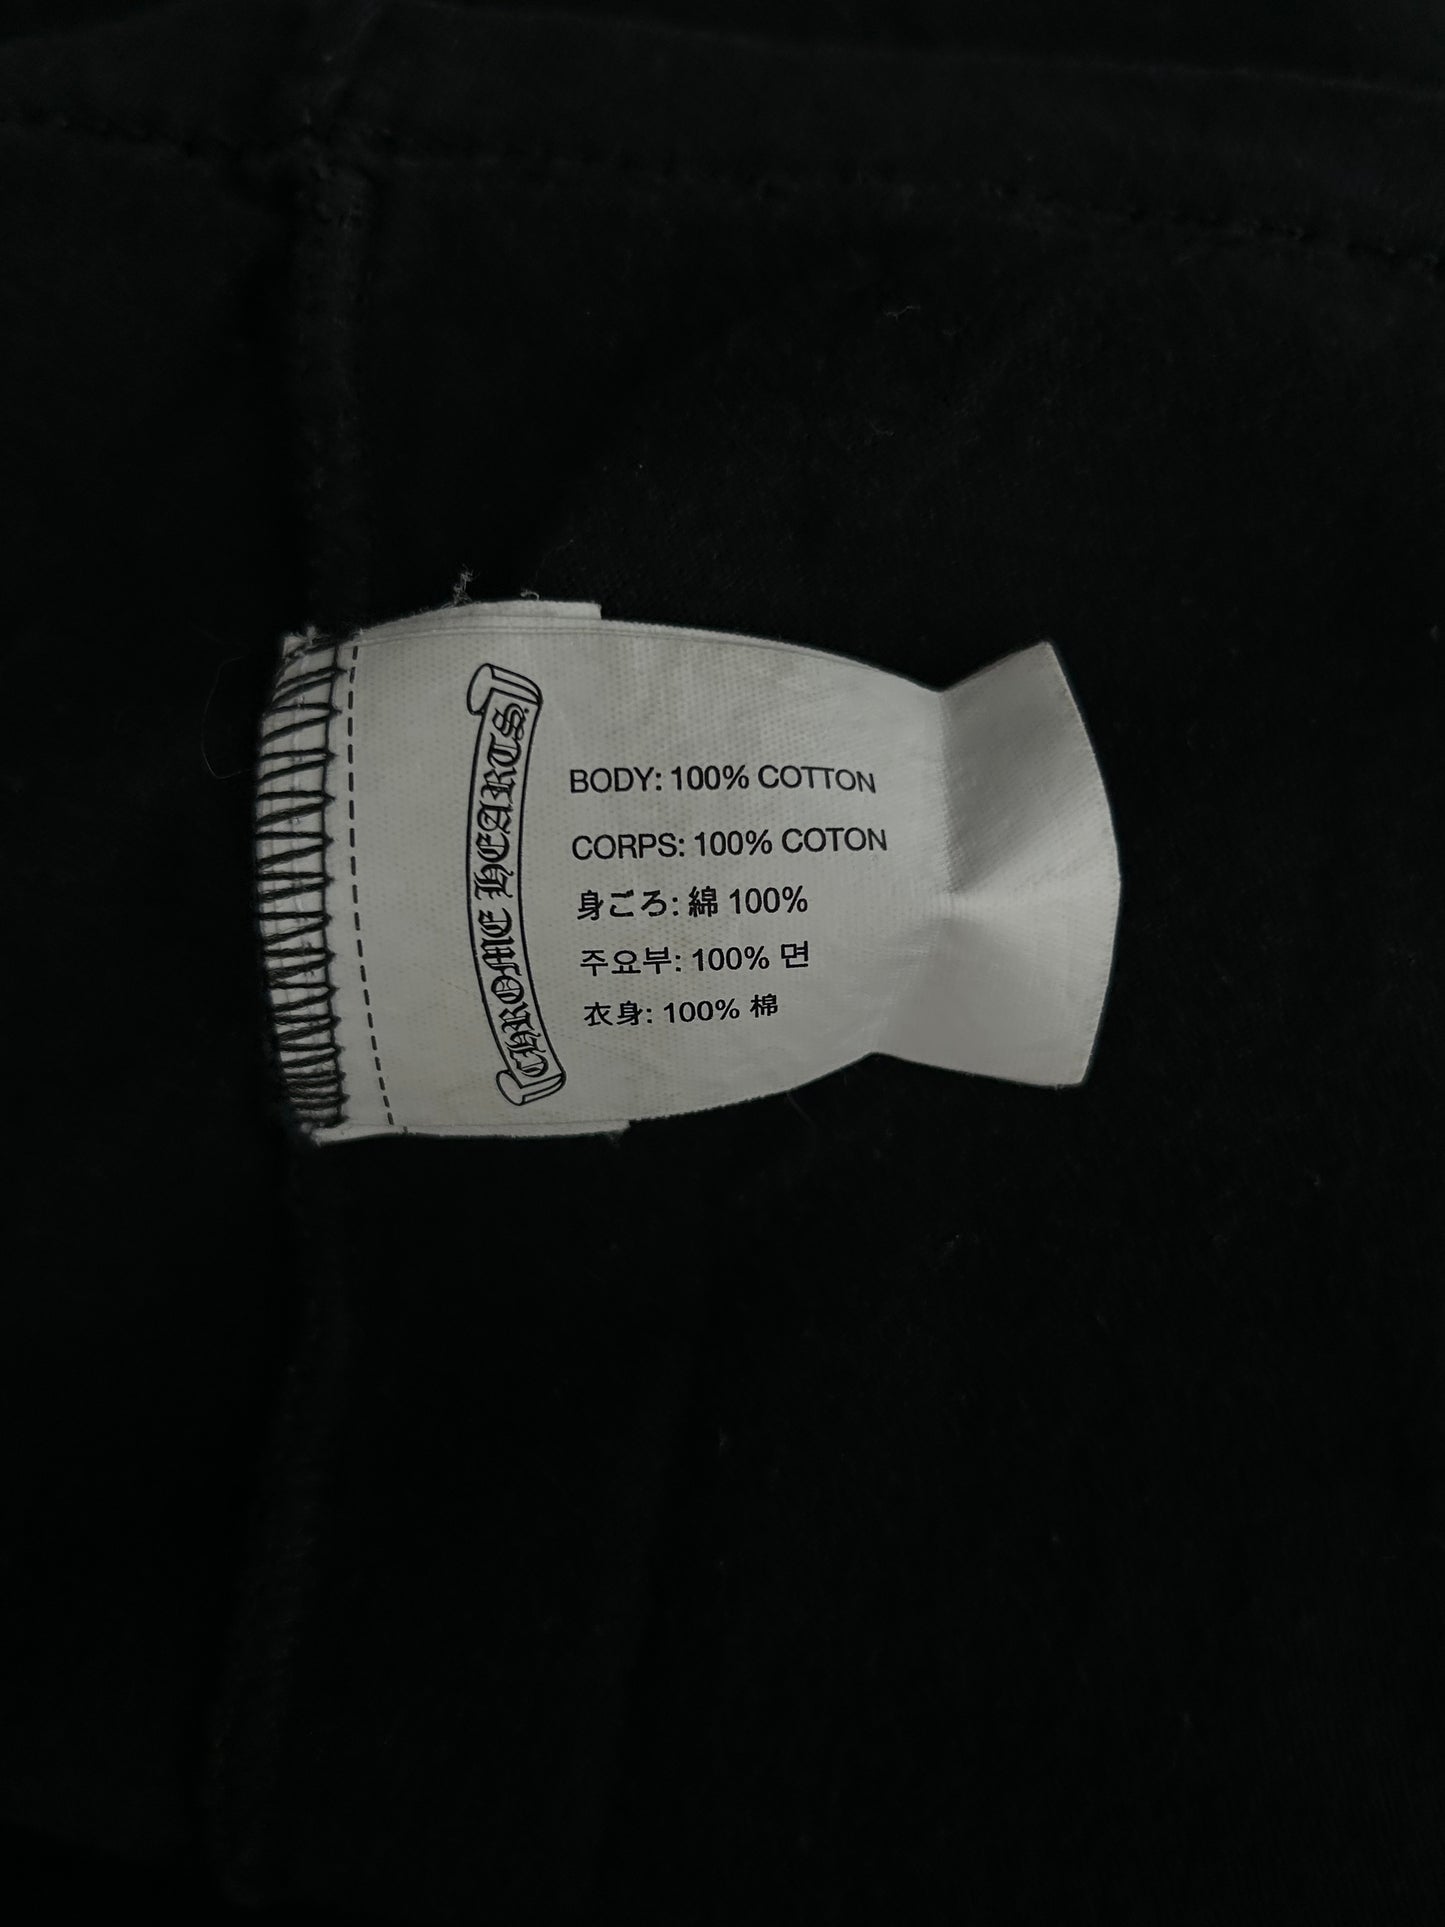 CHROME HEARTS
BODY: 100% COTTON
CORPS: 100% COTON
身ごろ: 綿 100%
주요부: 100% 면
衣身: 100% 棉